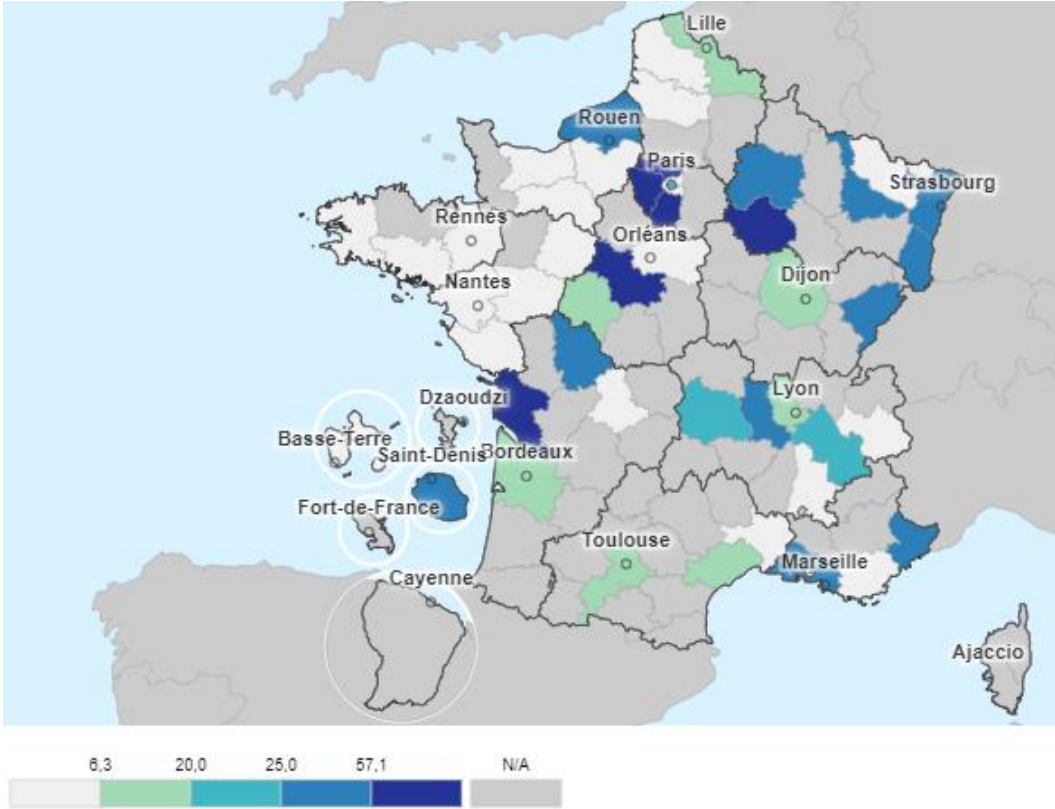 Lille
Rouen
Paris
Strasbourg
Rennes
Orléans
Nantes
Dijon
Lyon
Dzaoudzi
Basse-Terre
Saint-Denis
Bordeaux
Fort-de-France
Toulouse
Marseille
Cayenne
Ajaccio
6,3 20,0 25,0 57,1 N/A